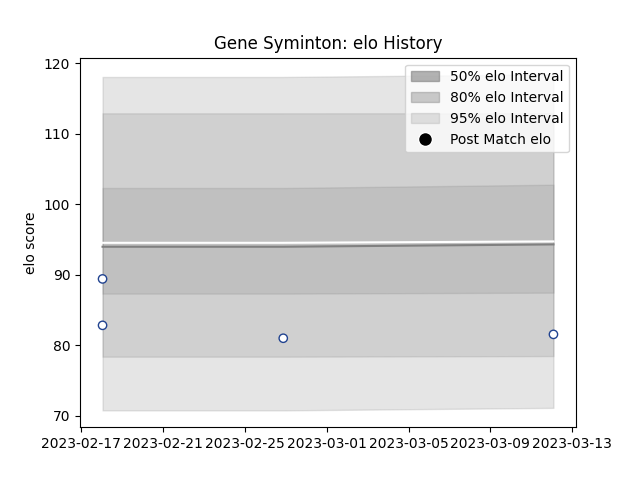 Gene Syminton: elo History
120
110
100
90
80
70
elo score
50% elo Interval
80% elo Interval
95% elo Interval
Post Match elo
2023-02-17 2023-02-21 2023-02-25 2023-03-01 2023-03-05 2023-03-09 2023-03-13